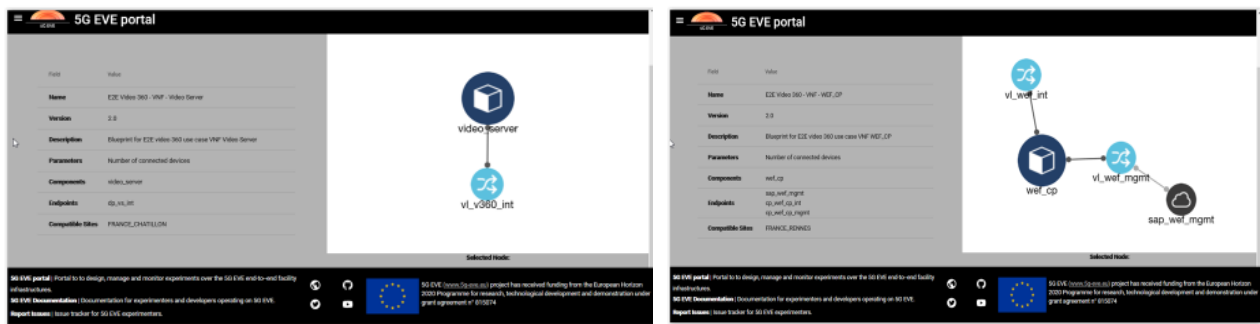 5G EVE portal
5G EVE
Field Value
Name E2E Video 360 - VNF - Video Server
Version 2.0
Description Blueprint for E2E video 360 use case VNF Video Server
Parameters Number of connected devices
Components video_server
Endpoints dp_vs_int
Compatible Sites FRANCE_CHATILLON
video_server
vl_v360_int
Selected Node:
5G EVE portal | Portal to to design, manage and monitor experiments over the 5G EVE end-to-end facility
infrastructures.
5G EVE Documentation | Documentation for experimenters and developers operating on 5G EVE.
Report Issues | Issue tracker for 5G EVE experimenters.
5G EVE (www.5g-eve.eu) project has received funding from the European Horizon
2020 Programme for research, technological development and demonstration under
grant agreement n° 815074
5G EVE portal
5G EVE
Field Value
Name E2E Video 360 - VNF - WEF_CP
Version 2.0
Description Blueprint for E2E video 360 use case VNF WEF_CP
Parameters Number of connected devices
Components wef_cp
sap_wef_mgmt
Endpoints cp_wef_cp_int
cp_wef_cp_mgmt
Compatible Sites FRANCE_RENNES
vl_wef_int
wef_cp
vl_wef_mgmt
sap_wef_mgmt
Selected Node:
5G EVE portal | Portal to to design, manage and monitor experiments over the 5G EVE end-to-end facility
infrastructures.
5G EVE Documentation | Documentation for experimenters and developers operating on 5G EVE.
Report Issues | Issue tracker for 5G EVE experimenters.
5G EVE (www.5g-eve.eu) project has received funding from the European Horizon
2020 Programme for research, technological development and demonstration under
grant agreement n° 815074